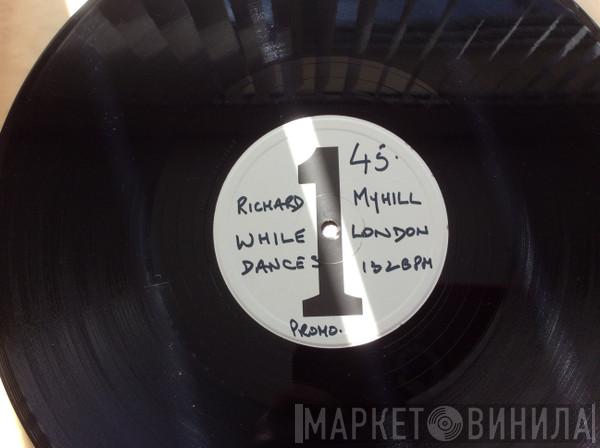 1
45.
RICHARD MYHILL
WHILE LONDON
DANCES 132BPM
PROMO.
МАРКЕТ ВИНИЛА